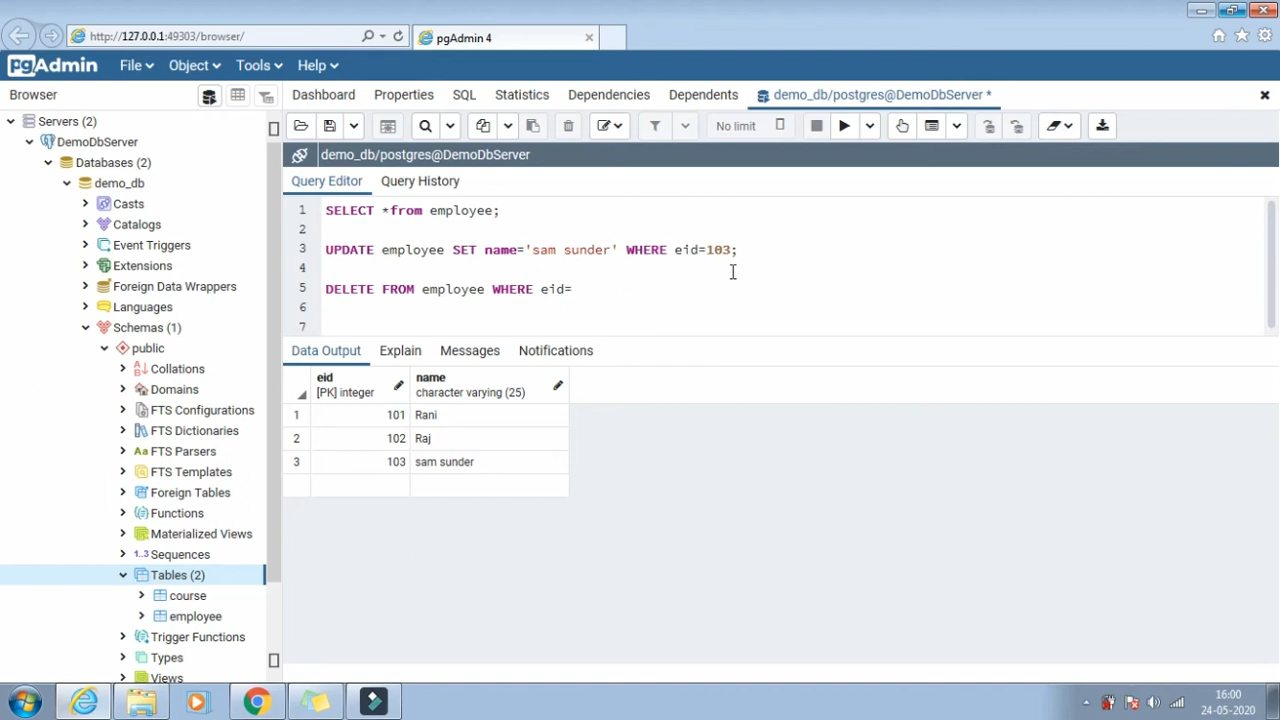 http://127.0.0.1:49303/browser/
pgAdmin 4
pgAdmin
File
Object
Tools
Help
Browser
Dashboard
Properties
SQL
Statistics
Dependencies
Dependents
demo_db/postgres@DemoDbServer *
No limit
demo_db/postgres@DemoDbServer
Query Editor
Query History
1 SELECT *from employee;
2
3 UPDATE employee SET name='sam sunder' WHERE eid=103;
4
5 DELETE FROM employee WHERE eid=
6
7
Servers (2)
DemoDbServer
Databases (2)
demo_db
Casts
Catalogs
Event Triggers
Extensions
Foreign Data Wrappers
Languages
Schemas (1)
public
Collations
Domains
FTS Configurations
FTS Dictionaries
Aa FTS Parsers
FTS Templates
Foreign Tables
Functions
Materialized Views
1..3 Sequences
Tables (2)
course
employee
Trigger Functions
Types
Views
Data Output
Explain
Messages
Notifications
eid
[PK] integer
name
character varying (25)
1 101 Rani
2 102 Raj
3 103 sam sunder
16:00
24-05-2020